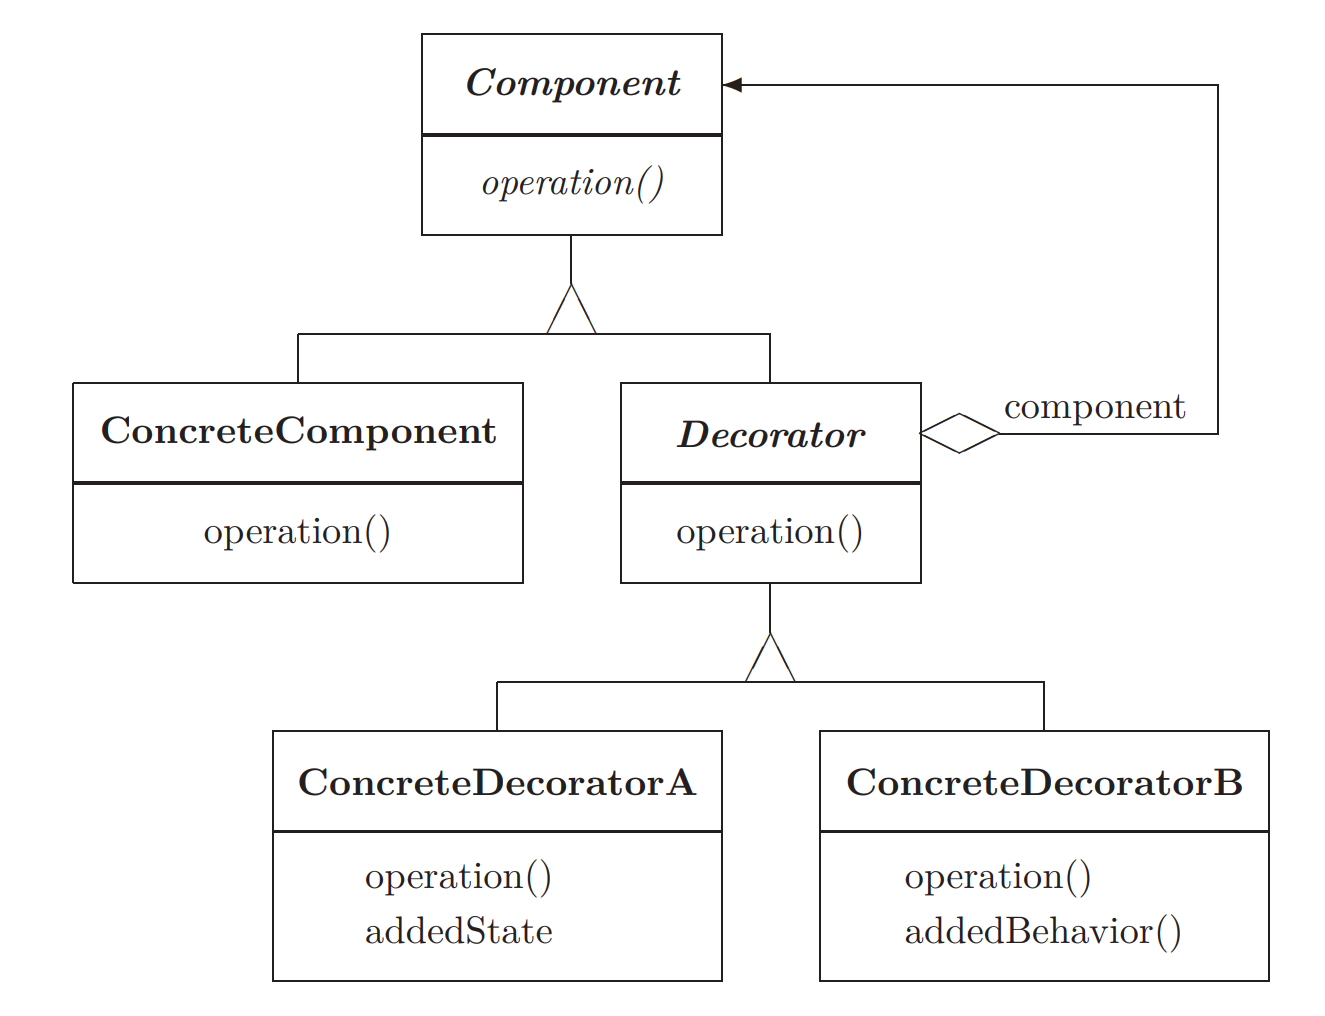 Component
operation()
ConcreteComponent
operation()
Decorator
operation()
component
ConcreteDecoratorA
operation()
addedState
ConcreteDecoratorB
operation()
addedBehavior()